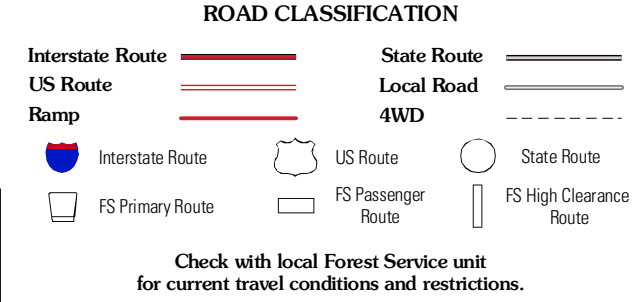 ROAD CLASSIFICATION
Interstate Route
State Route
US Route
Local Road
Ramp
4WD
Interstate Route
US Route
State Route
FS Primary Route
FS Passenger
Route
FS High Clearance
Route
Check with local Forest Service unit
for current travel conditions and restrictions.